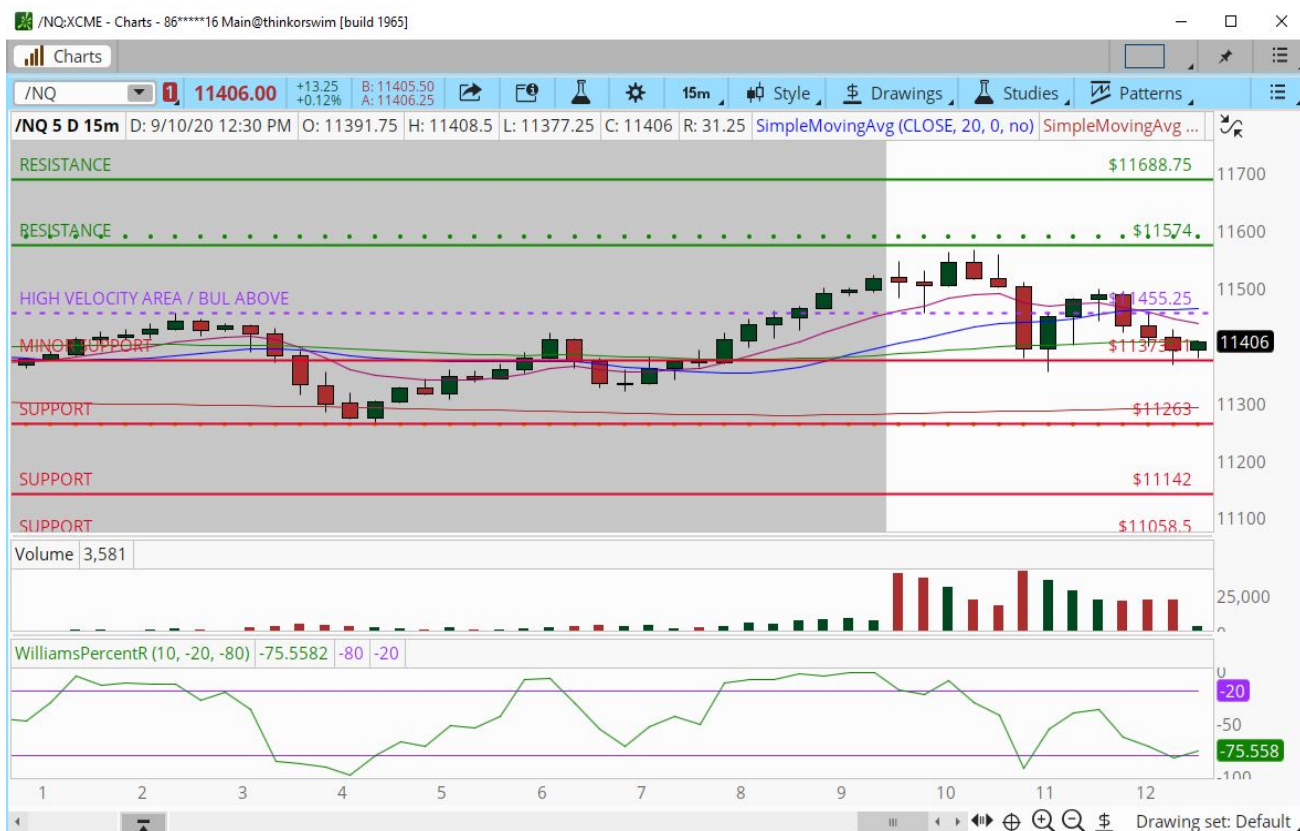 /NQ:XCME - Charts - 86*****16 Main@thinkorswim [build 1965]
Charts
/NQ 1 11406.00 +13.25 +0.12% B: 11405.50 A: 11406.25 15m Style $ Drawings Studies Patterns
/NQ 5 D 15m D: 9/10/20 12:30 PM O: 11391.75 H: 11408.5 L: 11377.25 C: 11406 R: 31.25 SimpleMovingAvg (CLOSE, 20, 0, no) SimpleMovingAvg ...
RESISTANCE $11688.75
11700
RESISTANCE $11574
11600
HIGH VELOCITY AREA / BUL ABOVE $11455.25
11500
MINOR SUPPORT
11406
SUPPORT $11263
11300
11200
SUPPORT $11142
SUPPORT $11058.5
11100
Volume 3,581
25,000
0
WilliamsPercentR (10, -20, -80) -75.5582 -80 -20
0
-20
-50
-75.558
-100
1 2 3 4 5 6 7 8 9 10 11 12
$ Drawing set: Default